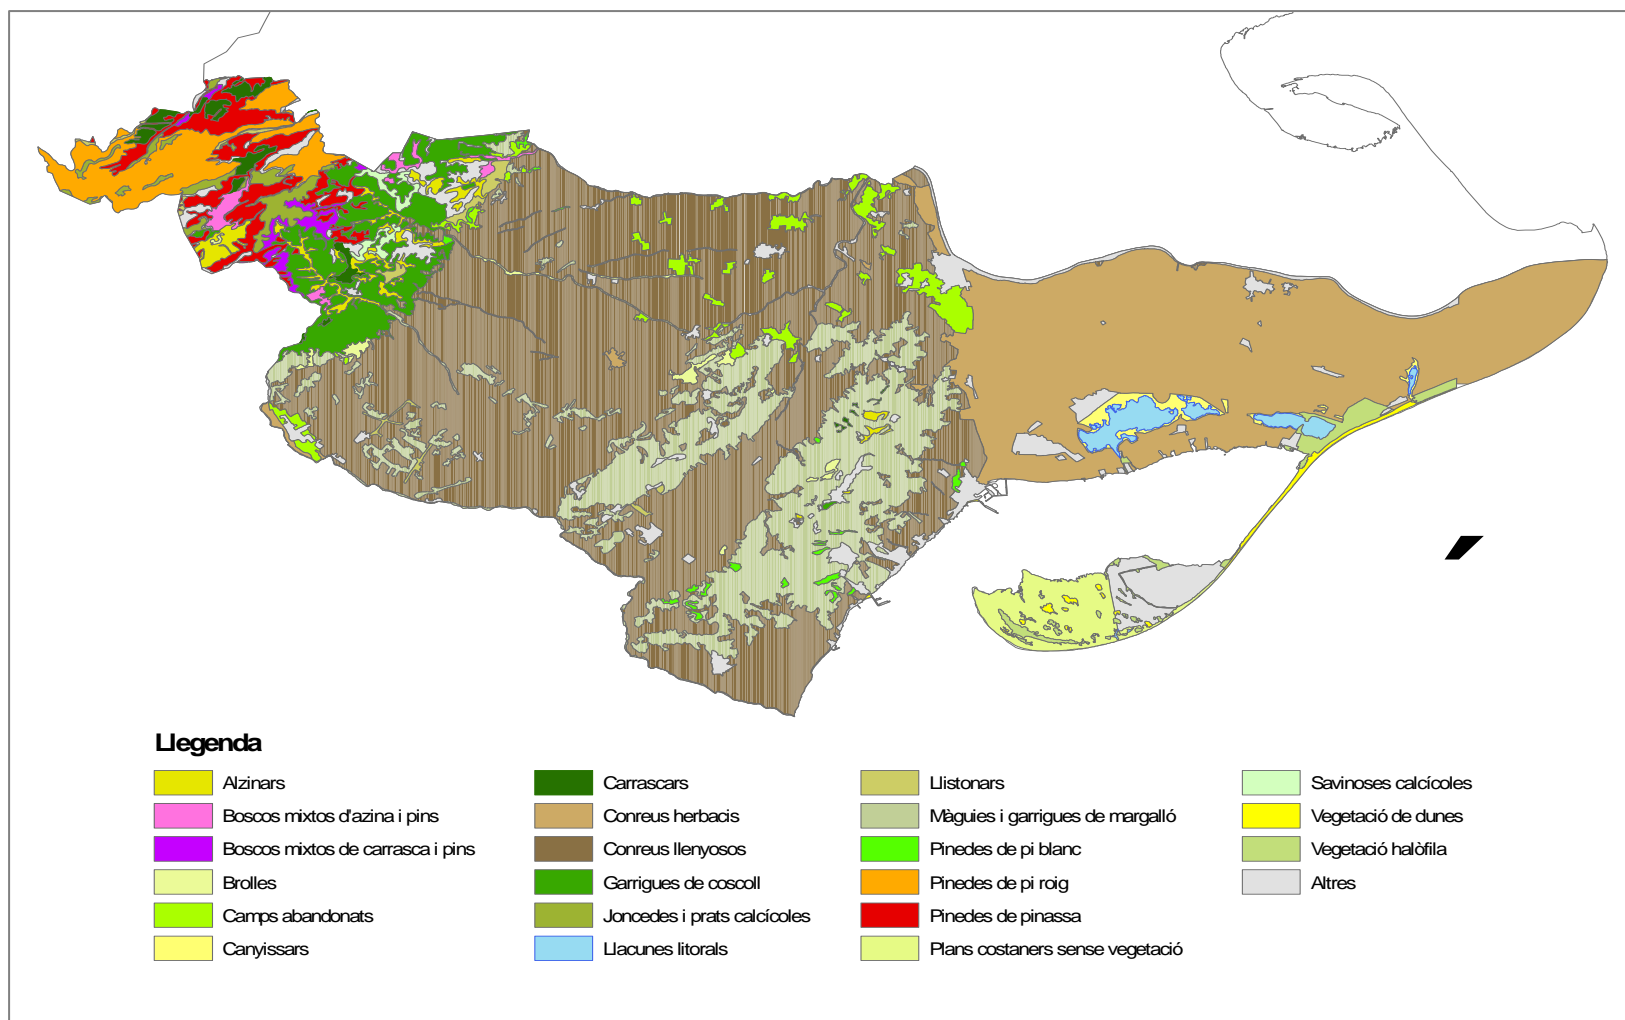 Llegenda
Alzinars
Boscos mixtos d'azina i pins
Boscos mixtos de carrasca i pins
Brolles
Camps abandonats
Canyissars
Carrascars
Conreus herbacis
Conreus llenyosos
Garrigues de coscoll
Joncedes i prats calcícoles
Llacunes litorals
Llistonars
Màguies i garrigues de margalló
Pinedes de pi blanc
Pinedes de pi roig
Pinedes de pinassa
Plans costaners sense vegetació
Savinoses calcícoles
Vegetació de dunes
Vegetació halòfila
Altres